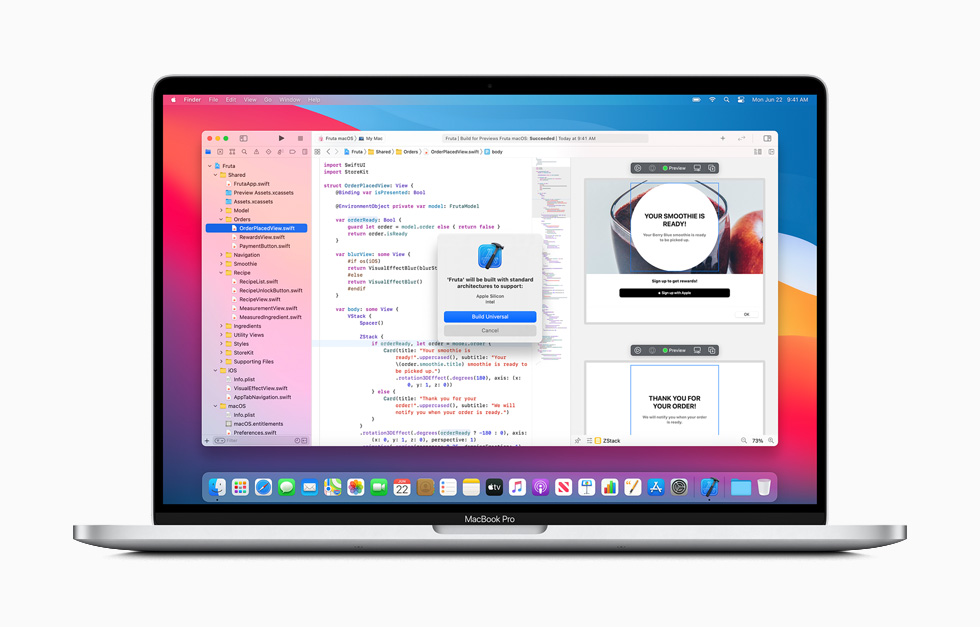 Finder File Edit View Go Window Help
Mon Jun 22 9:41 AM
Fruta macOS My Mac
Fruta | Build for Previews Fruta macOS: Succeeded | Today at 9:41 AM
Fruta Shared Orders OrderPlacedView.swift body
Fruta
Shared
FrutaApp.swift
Preview Assets.xcassets
Assets.xcassets
Model
Orders
OrderPlacedView.swift
RewardsView.swift
PaymentButton.swift
Navigation
Smoothie
Recipe
RecipeList.swift
RecipeUnlockButton.swift
RecipeView.swift
MeasurementView.swift
MeasuredIngredient.swift
Ingredients
Utility Views
Styles
StoreKit
Supporting Files
iOS
Info.plist
VisualEffectView.swift
AppTabNavigation.swift
macOS
Info.plist
macOS.entitlements
Preferences.swift
Filter
import SwiftUI
import StoreKit
struct OrderPlacedView: View {
@Binding var isPresented: Bool
@EnvironmentObject private var model: FrutaModel
var orderReady: Bool {
guard let order = model.order else { return false }
return order.isReady
}
var blurView: some View {
#if os(iOS)
return VisualEffectBlur(blurSt
#else
return VisualEffectBlur()
#endif
}
var body: some View {
VStack {
Spacer()
ZStack {
if orderReady, let order = model.order {
Card(title: "Your smoothie is
ready!".uppercased(), subtitle: "Your
\(order.smoothie.title) smoothie is ready to
be picked up.")
.rotation3DEffect(.degrees(180), axis: (x:
0, y: 1, z: 0))
} else {
Card(title: "Thank you for your
order!".uppercased(), subtitle: "We will
notify you when your order is ready.")
}
}
.rotation3DEffect(.degrees(orderReady ? -180 : 0), axis:
(x: 0, y: 1, z: 0), perspective: 1)
"Fruta" will be built with standard
architectures to support:
Apple Silicon
Intel
Build Universal
Cancel
Preview
YOUR SMOOTHIE IS
READY!
Your Berry Blue smoothie is ready
to be picked up.
Sign up to get rewards!
Sign up with Apple
OK
Preview
THANK YOU FOR
YOUR ORDER!
We will notify you when your order
is ready.
ZStack
73%
JUN
22
tv
MacBook Pro